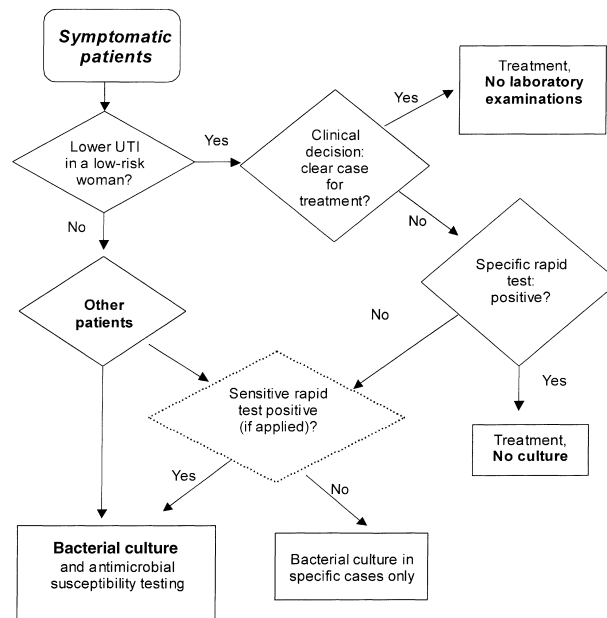 Symptomatic
patients
Treatment,
No laboratory
examinations
Yes
Lower UTI
in a low-risk
woman?
Yes
Clinical
decision:
clear case
for
treatment?
No
No
Specific rapid
test:
positive?
Other
patients
No
Sensitive rapid
test positive
(if applied)?
Yes
Treatment,
No culture
Yes
No
Bacterial culture
and antimicrobial
susceptibility testing
Bacterial culture in
specific cases only